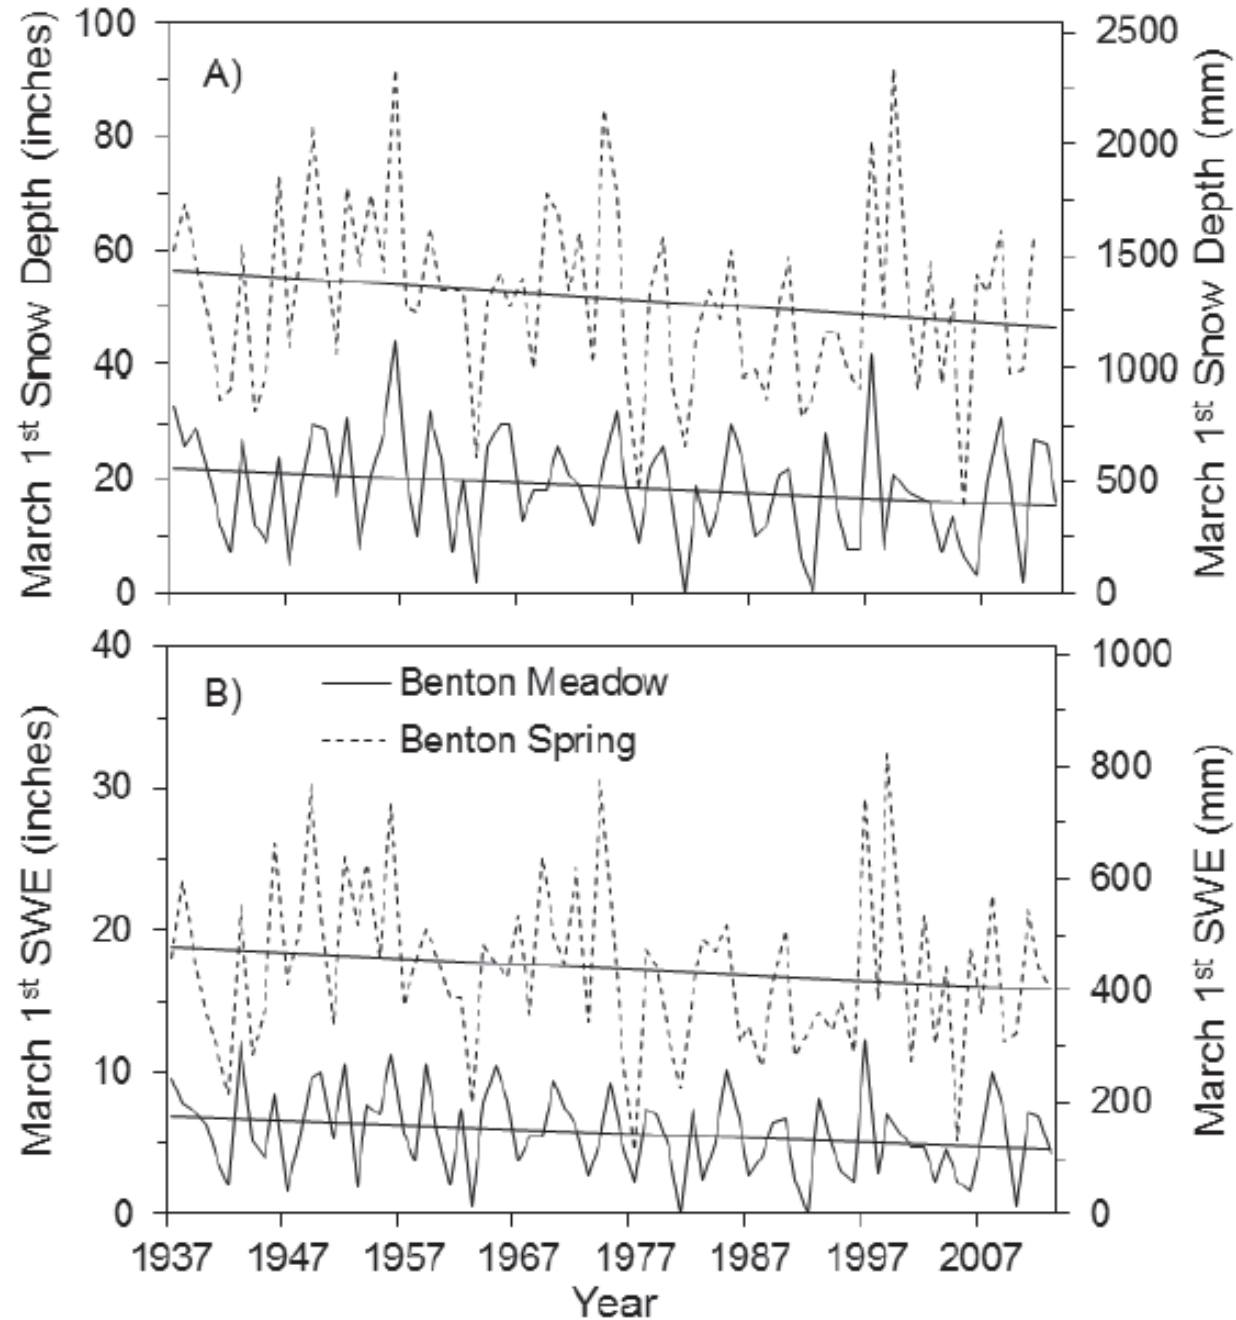 March 1st Snow Depth (inches)
100
80
60
40
20
0
A)
2500
2000
1500
1000
500
0
March 1st Snow Depth (mm)
March 1st SWE (inches)
40
30
20
10
0
B)
Benton Meadow
Benton Spring
1000
800
600
400
200
0
March 1st SWE (mm)
1937 1947 1957 1967 1977 1987 1997 2007
Year